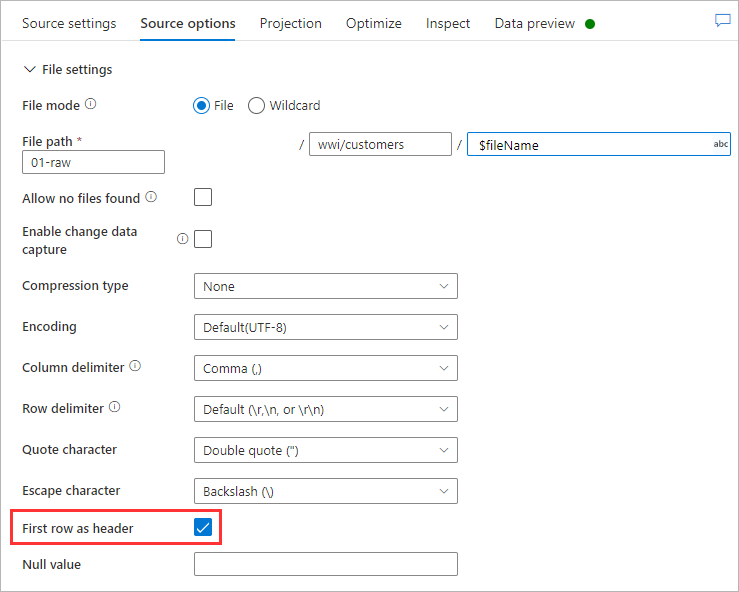 Source settings Source options Projection Optimize Inspect Data preview
File settings
File mode File Wildcard
File path *
01-raw / wwi/customers / $fileName abc
Allow no files found
Enable change data
capture
Compression type None
Encoding Default(UTF-8)
Column delimiter Comma (,)
Row delimiter Default (\r,\n, or \r\n)
Quote character Double quote (")
Escape character Backslash (\)
First row as header
Null value